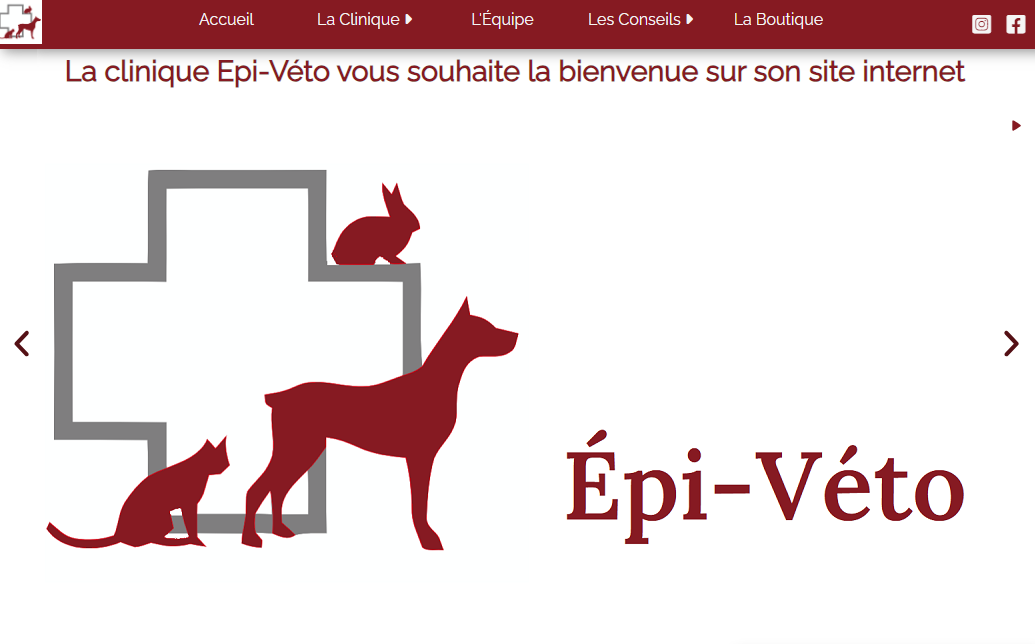 Accueil
La Clinique
L'Équipe
Les Conseils
La Boutique
La clinique Epi-Véto vous souhaite la bienvenue sur son site internet
Épi-Véto